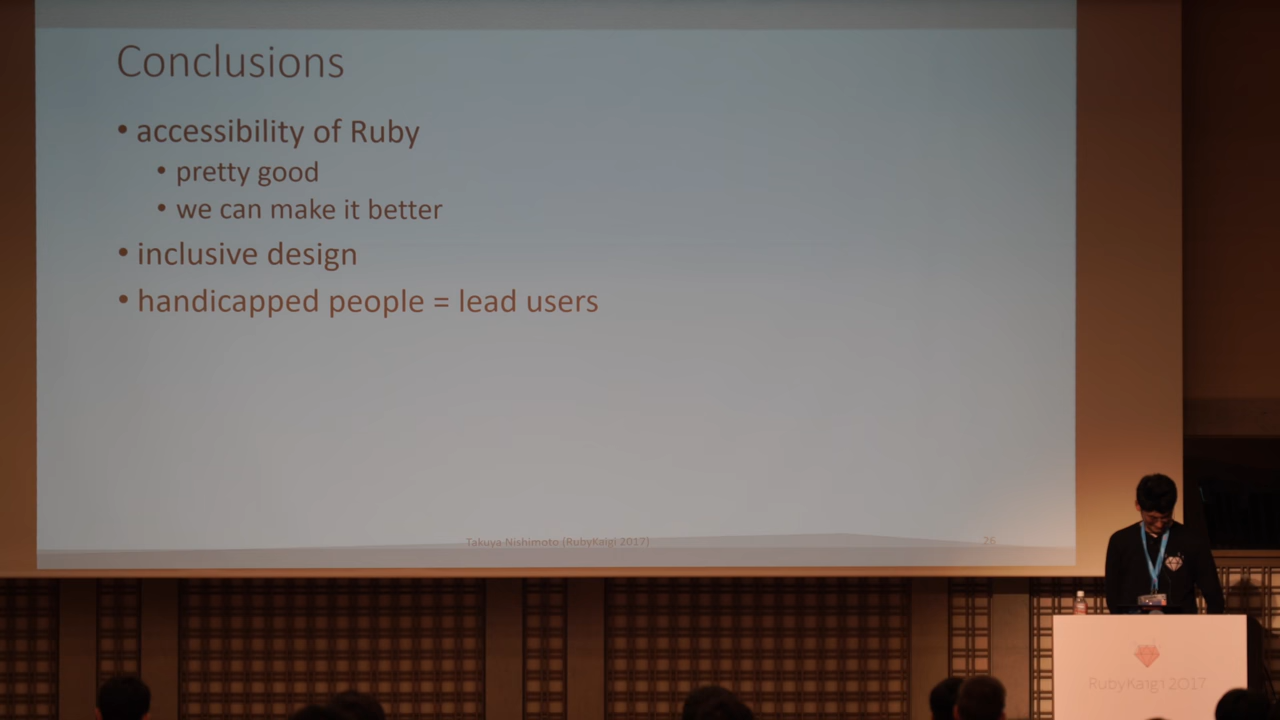 Conclusions
• accessibility of Ruby
• pretty good
• we can make it better
• inclusive design
• handicapped people = lead users
Takuya Nishimoto (RubyKaigi 2017)
26
RubyKaigi 2017